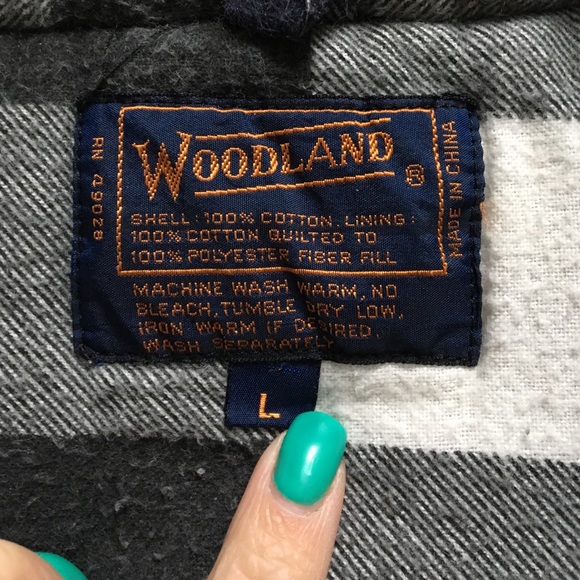 WOODLAND ®
SHELL: 100% COTTON, LINING:
100% COTTON QUILTED TO
100% POLYESTER FIBER FILL
MACHINE WASH WARM, NO
BLEACH, TUMBLE DRY LOW,
IRON WARM IF DESIRED,
WASH SEPARATELY
RN 49028
MADE IN CHINA
L